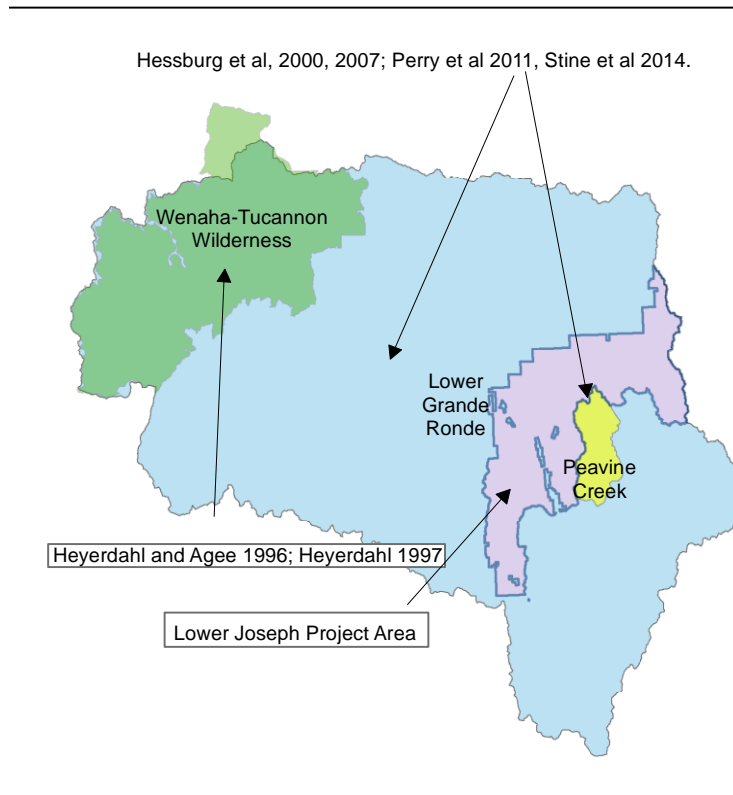 Hessburg et al, 2000, 2007; Perry et al 2011, Stine et al 2014.
Wenaha-Tucannon
Wilderness
Lower
Grande
Ronde
Peavine
Creek
Heyerdahl and Agee 1996; Heyerdahl 1997
Lower Joseph Project Area